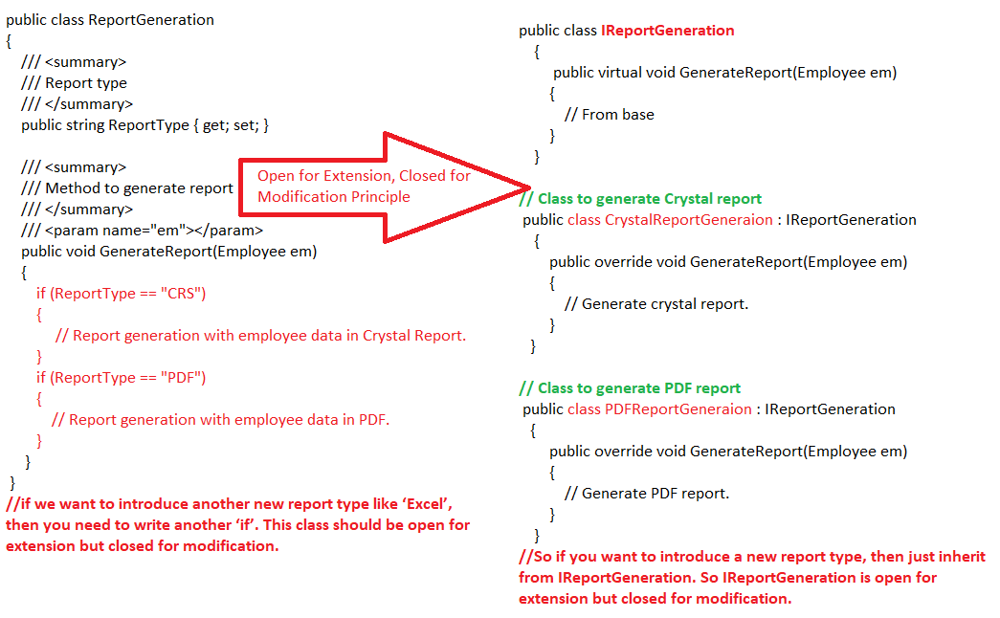 public class ReportGeneration
{
/// <summary>
/// Report type
/// </summary>
public string ReportType { get; set; }
/// <summary>
/// Method to generate report
/// </summary>
/// <param name="em"></param>
public void GenerateReport(Employee em)
{
if (ReportType == "CRS")
{
// Report generation with employee data in Crystal Report.
}
if (ReportType == "PDF")
{
// Report generation with employee data in PDF.
}
}
}
//if we want to introduce another new report type like ‘Excel’,
then you need to write another ‘if’. This class should be open for
extension but closed for modification.
Open for Extension, Closed for
Modification Principle
public class IReportGeneration
{
public virtual void GenerateReport(Employee em)
{
// From base
}
}
// Class to generate Crystal report
public class CrystalReportGeneraion : IReportGeneration
{
public override void GenerateReport(Employee em)
{
// Generate crystal report.
}
}
// Class to generate PDF report
public class PDFReportGeneraion : IReportGeneration
{
public override void GenerateReport(Employee em)
{
// Generate PDF report.
}
}
//So if you want to introduce a new report type, then just inherit
from IReportGeneration. So IReportGeneration is open for
extension but closed for modification.